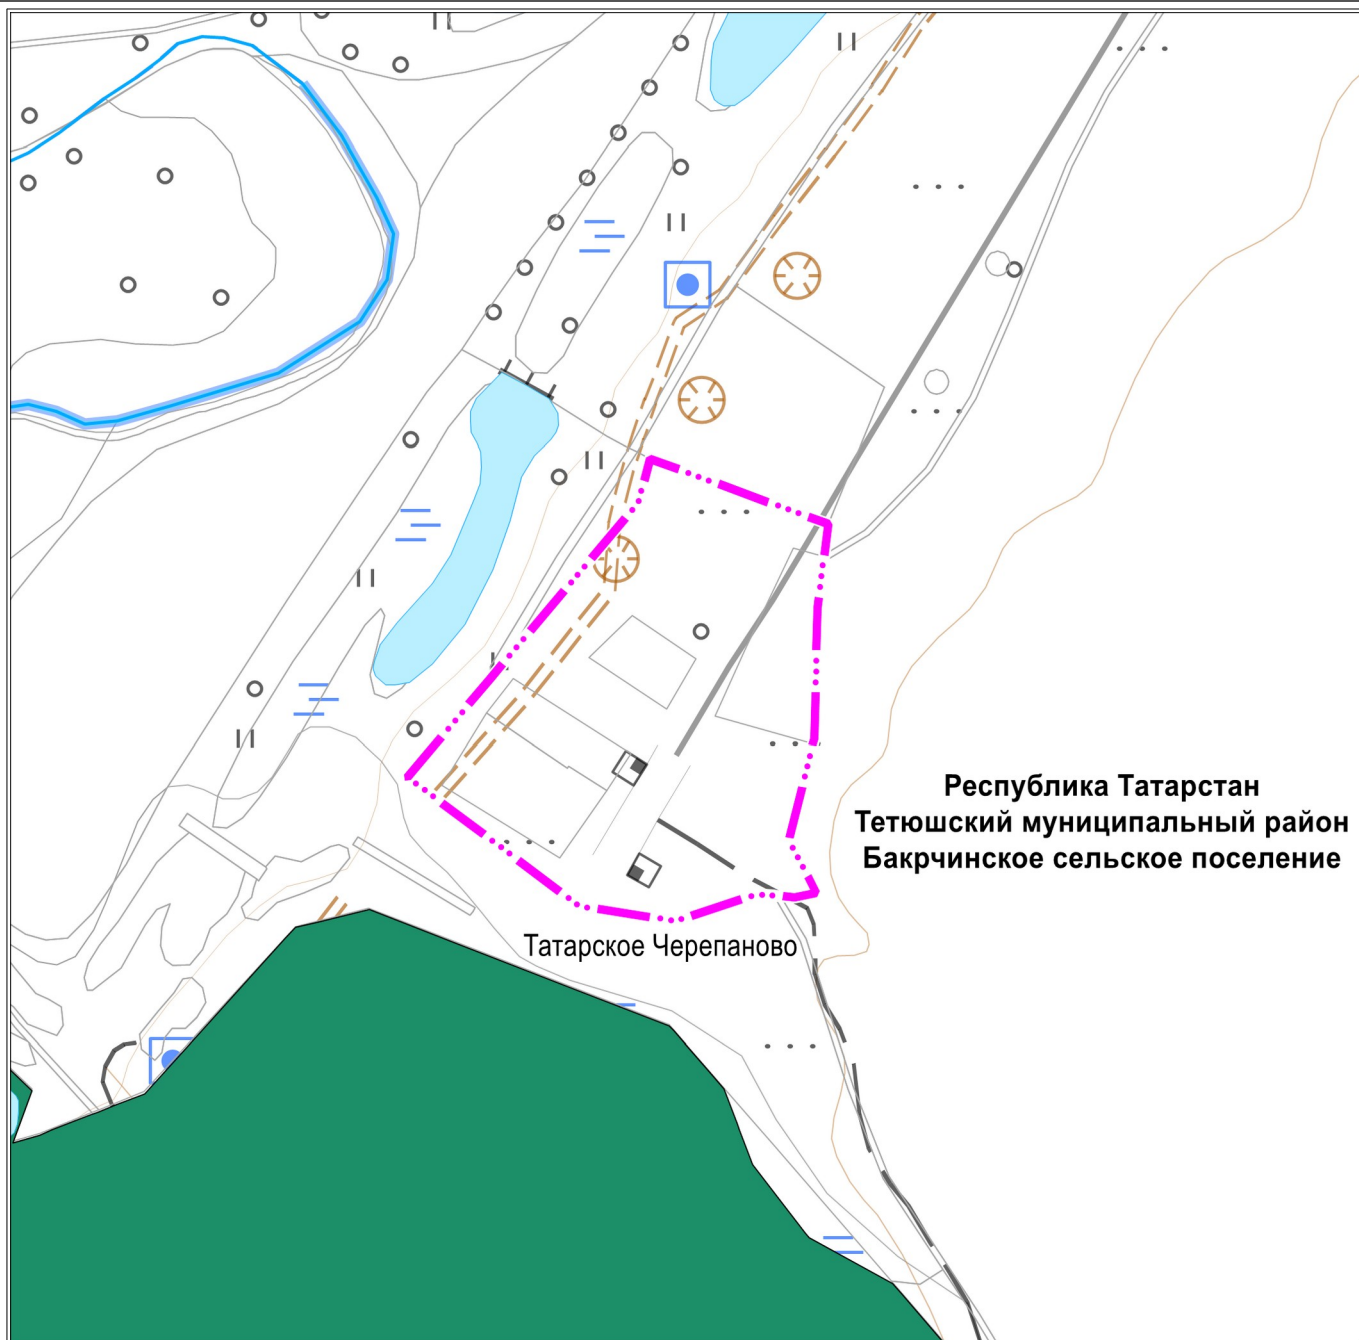 Республика Татарстан
Тетюшский муниципальный район
Бакрчинское сельское поселение
Татарское Черепаново